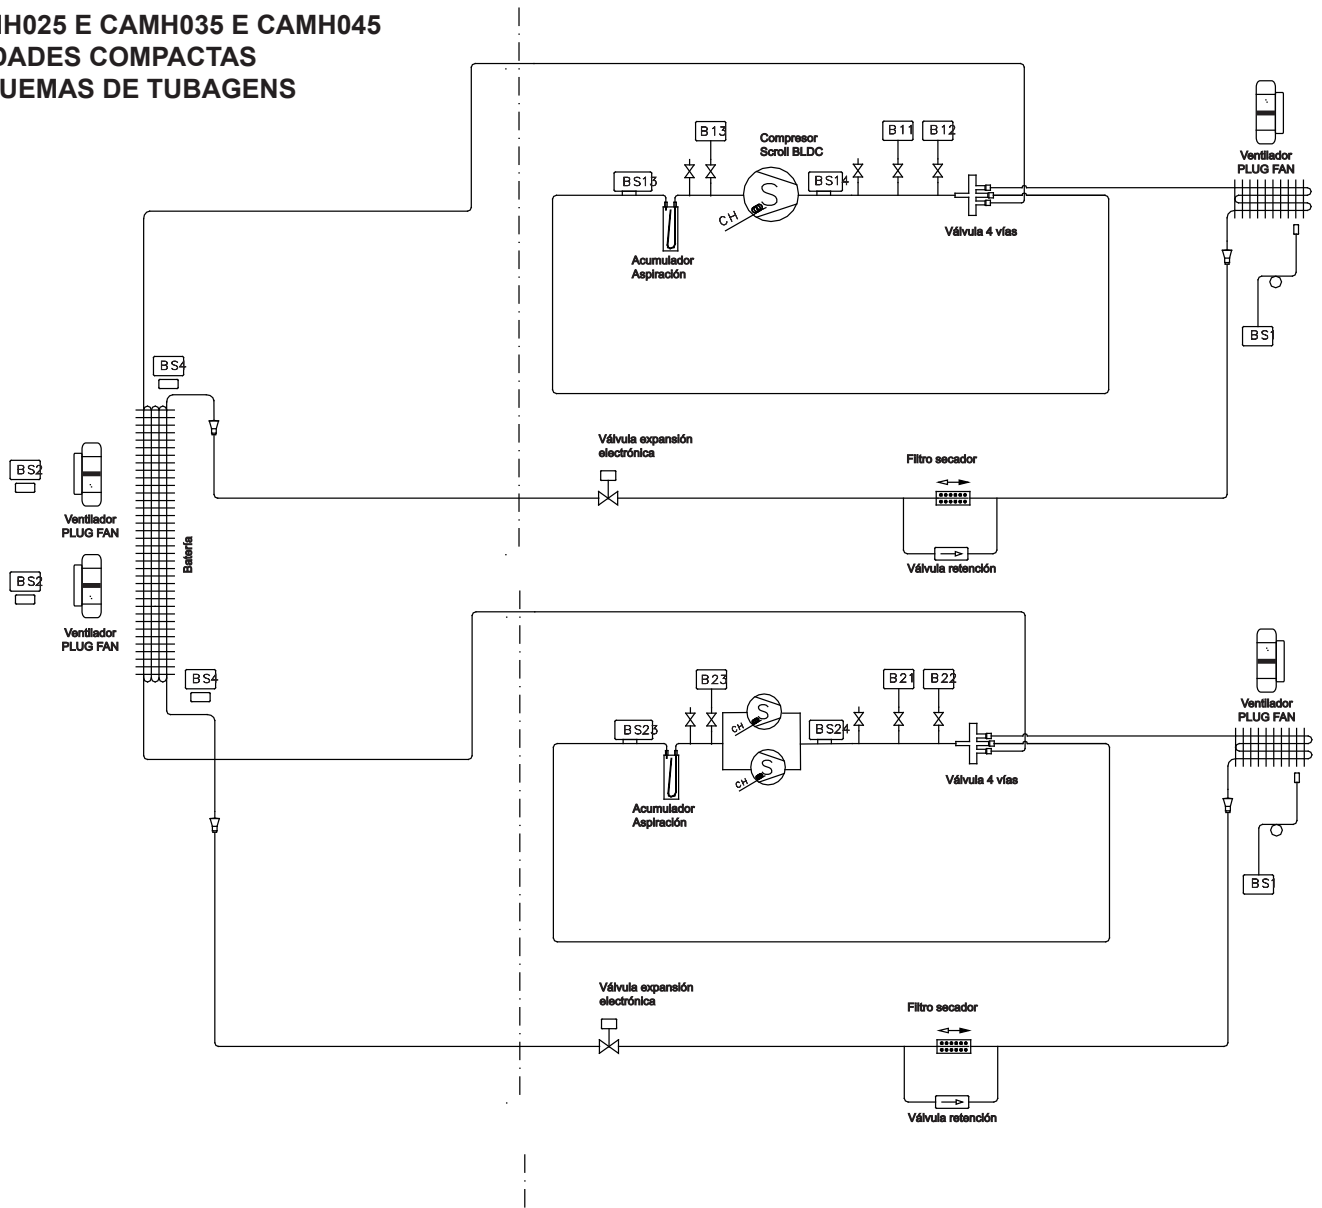 MH025 E CAMH035 E CAMH045
DADES COMPACTAS
UEMAS DE TUBAGENS
B13
Compresor
Scroll BLDC
B11
B12
Ventilador
PLUG FAN
BS13
S
BS14
CH
Válvula 4 vías
Acumulador
Aspiración
BS1
BS4
Válvula expansión
electrónica
Filtro secador
BS2
Ventilador
PLUG FAN
Batería
Válvula retención
BS2
Ventilador
PLUG FAN
BS4
B23
B21
B22
Ventilador
PLUG FAN
BS23
S
CH
BS24
S
CH
Válvula 4 vías
Acumulador
Aspiración
BS1
Válvula expansión
electrónica
Filtro secador
Válvula retención